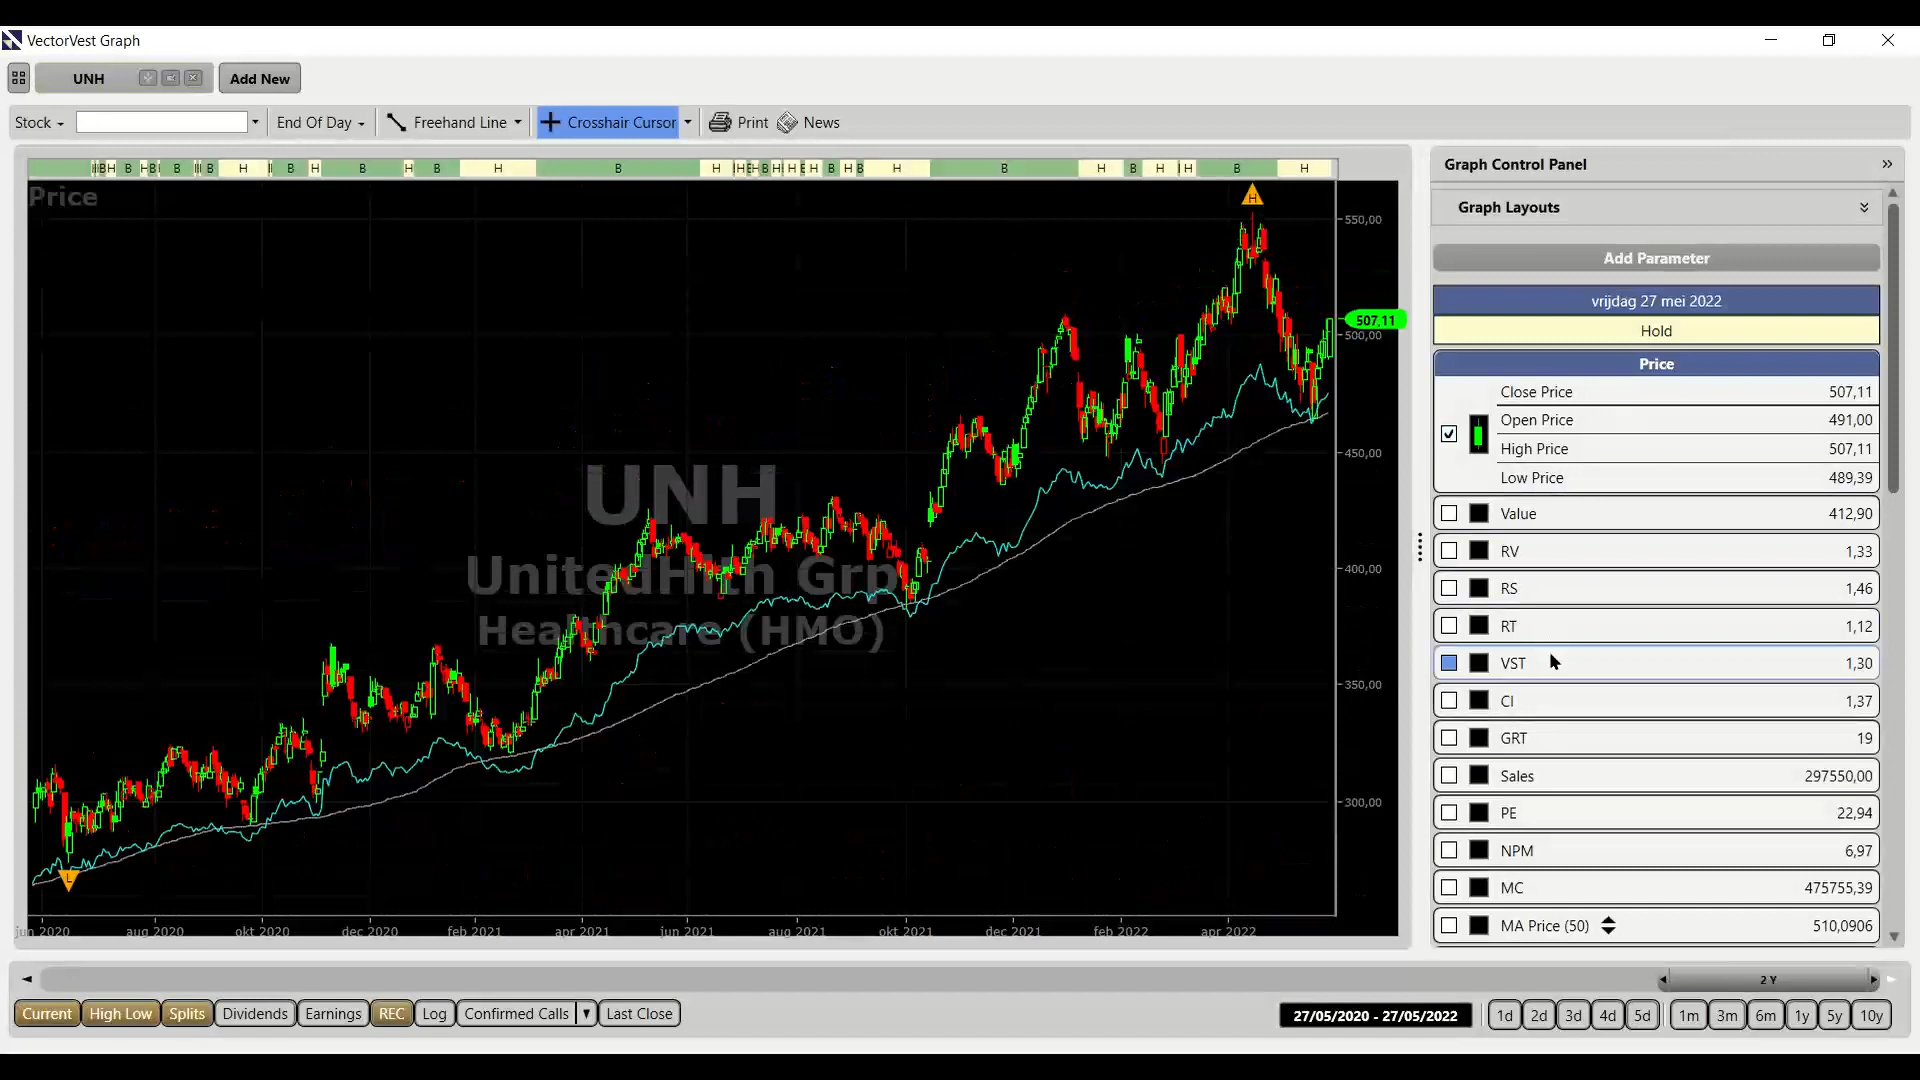 VectorVest Graph
UNH
Add New
Stock
End Of Day
Freehand Line
Crosshair Cursor
Print
News
B H B H B B B H B H B H B H B H H B H H B H B H B H B H H B H
Price
H
550,00
507,11
500,00
450,00
400,00
350,00
300,00
UNH
UnitedHlth Grp
Healthcare (HMO)
L
jun 2020 aug 2020 okt 2020 dec 2020 feb 2021 apr 2021 jun 2021 aug 2021 okt 2021 dec 2021 feb 2022 apr 2022
Graph Control Panel
Graph Layouts
Add Parameter
vrijdag 27 mei 2022
Hold
Price
Close Price 507,11
Open Price 491,00
High Price 507,11
Low Price 489,39
Value 412,90
RV 1,33
RS 1,46
RT 1,12
VST 1,30
CI 1,37
GRT 19
Sales 297550,00
PE 22,94
NPM 6,97
MC 475755,39
MA Price (50) 510,0906
2 Y
Current High Low Splits Dividends Earnings REC Log Confirmed Calls Last Close
27/05/2020 - 27/05/2022
1d 2d 3d 4d 5d 1m 3m 6m 1y 5y 10y